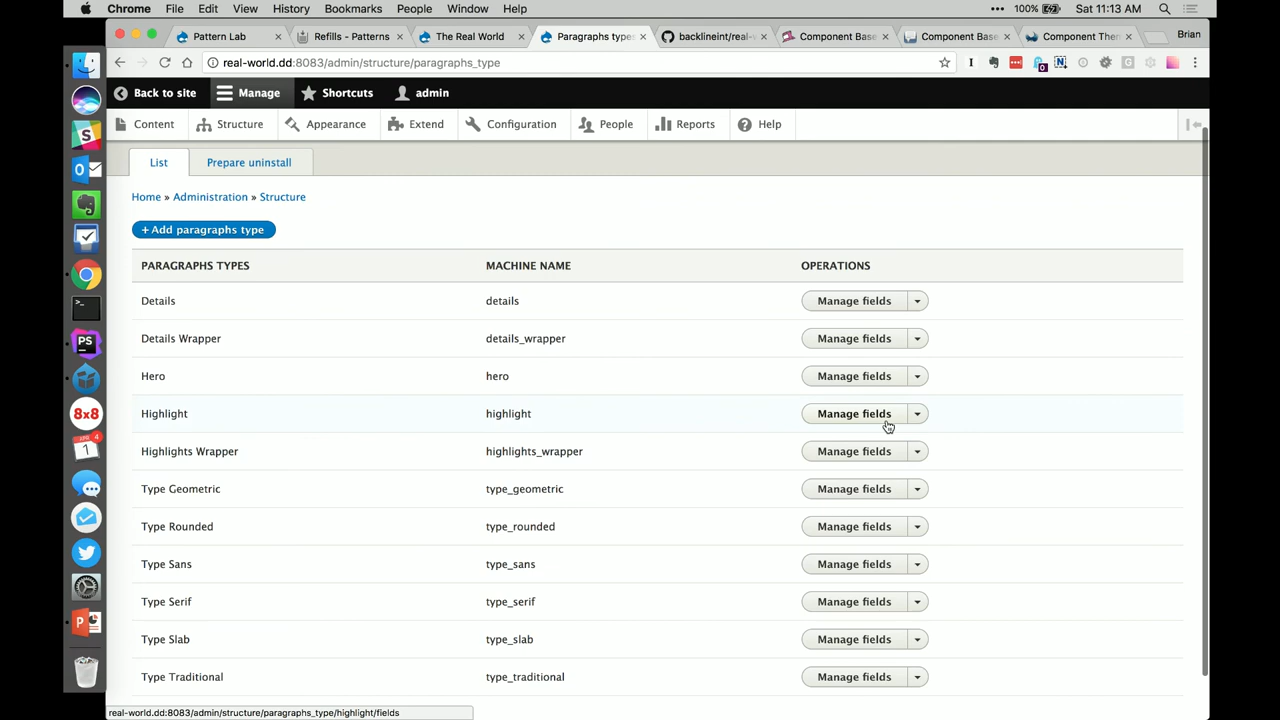 Chrome File Edit View History Bookmarks People Window Help 100% Sat 11:13 AM
Pattern Lab Refills - Patterns The Real World Paragraphs types backlineint/real-w Component Base Component Base Component Them Brian
real-world.dd:8083/admin/structure/paragraphs_type
Back to site Manage Shortcuts admin
Content Structure Appearance Extend Configuration People Reports Help
List Prepare uninstall
Home » Administration » Structure
+ Add paragraphs type
PARAGRAPHS TYPES MACHINE NAME OPERATIONS
Details details Manage fields
Details Wrapper details_wrapper Manage fields
Hero hero Manage fields
Highlight highlight Manage fields
Highlights Wrapper highlights_wrapper Manage fields
Type Geometric type_geometric Manage fields
Type Rounded type_rounded Manage fields
Type Sans type_sans Manage fields
Type Serif type_serif Manage fields
Type Slab type_slab Manage fields
Type Traditional type_traditional Manage fields
real-world.dd:8083/admin/structure/paragraphs_type/highlight/fields
S
PS
8x8
1
P